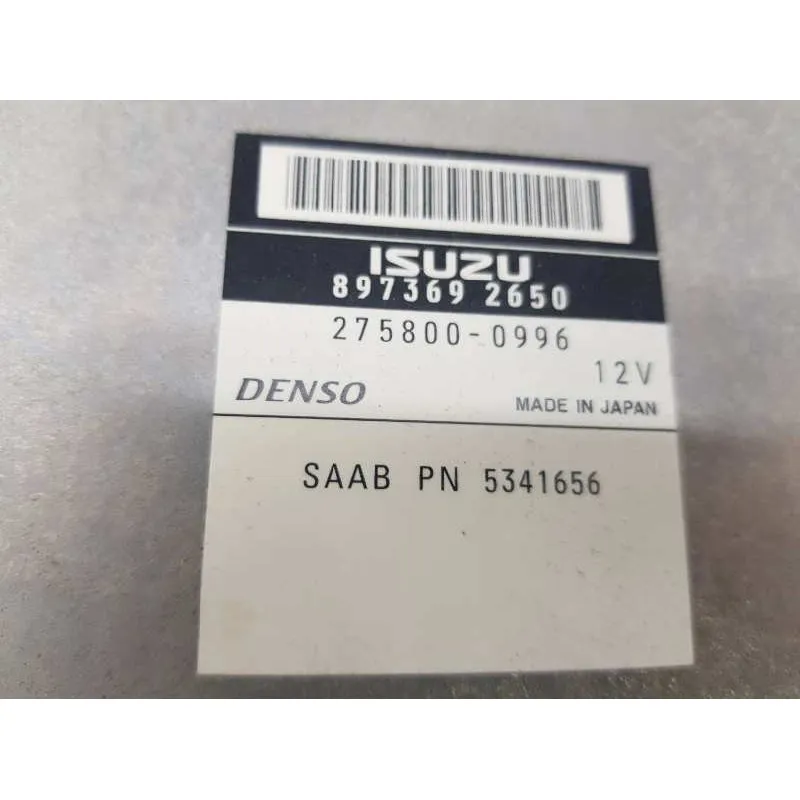 ISUZU
897369 2650
275800-0996
12V
DENSO
MADE IN JAPAN
SAAB PN 5341656